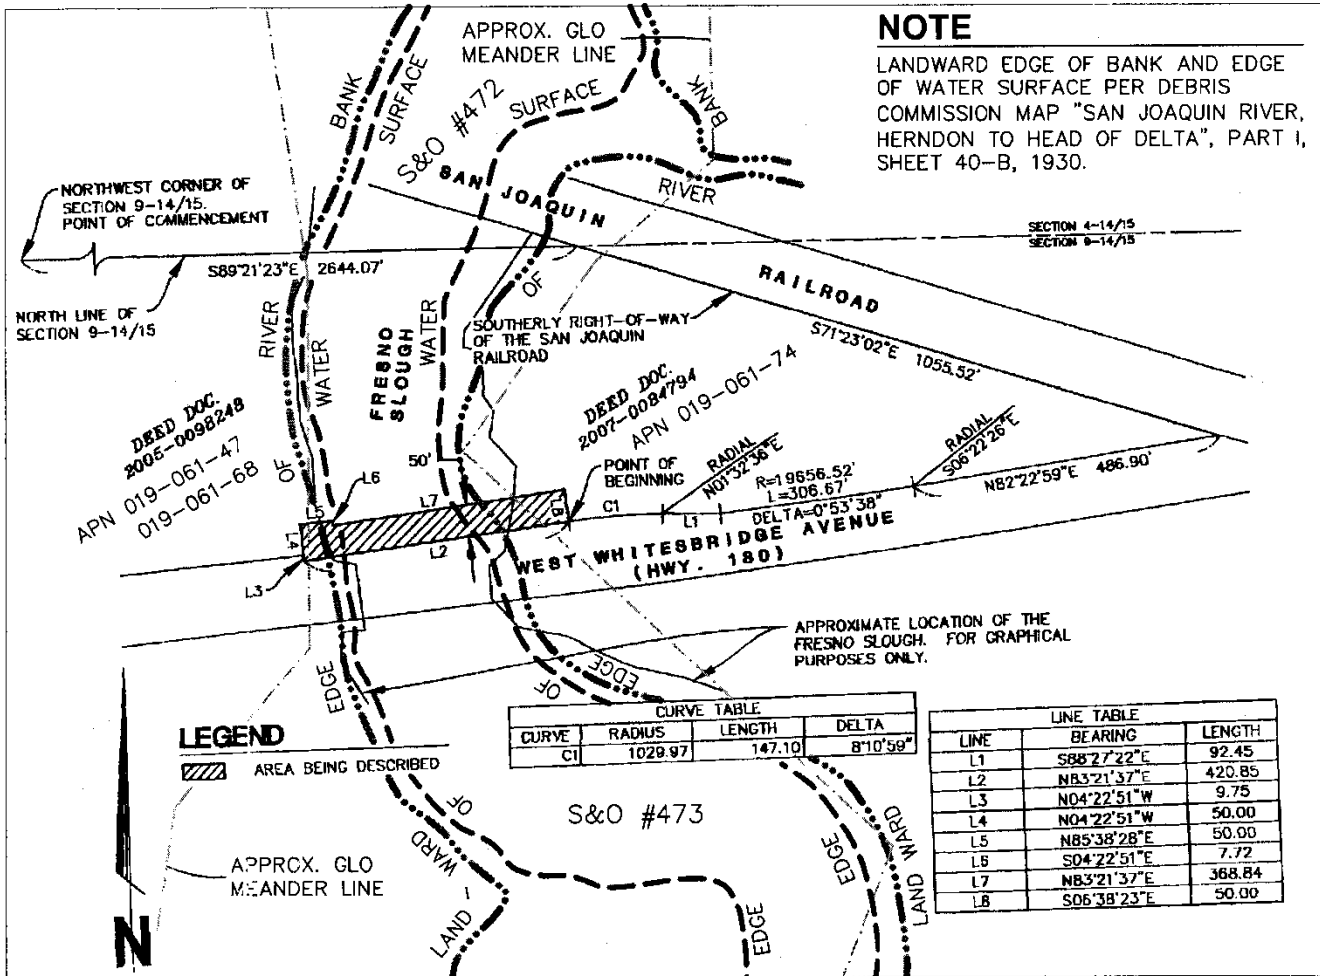 APPROX. GLO
MEANDER LINE
NOTE
LANDWARD EDGE OF BANK AND EDGE
OF WATER SURFACE PER DEBRIS
COMMISSION MAP "SAN JOAQUIN RIVER,
HERNDON TO HEAD OF DELTA", PART I,
SHEET 40-B, 1930.
BANK
SURFACE
S&O #472
SURFACE
BANK
RIVER
SAN JOAQUIN
RAILROAD
NORTHWEST CORNER OF
SECTION 9-14/15.
POINT OF COMMENCEMENT
SECTION 4-14/15
SECTION 9-14/15
S89°21'23"E 2644.07'
NORTH LINE OF
SECTION 9-14/15
RIVER
WATER
FRESNO
SLOUGH
WATER
OF
SOUTHERLY RIGHT-OF-WAY
OF THE SAN JOAQUIN
RAILROAD
S71°23'02"E 1055.52'
DEED DOC.
2005-0098248
APN 019-061-47
019-061-68
OF
DEED DOC.
2007-0084794
APN 019-061-74
50'
POINT OF
BEGINNING
RADIAL
N01°32'36"E
R=19656.52'
L=306.67'
DELTA=0°53'38"
RADIAL
S06°22'26"E
N82°22'59"E 486.90'
L6
L7
L5
L8
C1
L1
L4
L2
L3
WEST WHITESBRIDGE AVENUE
(HWY. 180)
APPROXIMATE LOCATION OF THE
FRESNO SLOUGH. FOR GRAPHICAL
PURPOSES ONLY.
EDGE
OF
EDGE
LEGEND
AREA BEING DESCRIBED
CURVE TABLE
CURVE RADIUS LENGTH DELTA
C1 1029.97 147.10 8°10'59"
LINE TABLE
LINE BEARING LENGTH
L1 S88°27'22"E 92.45
L2 N83°21'37"E 420.85
L3 N04°22'51"W 9.75
L4 N04°22'51"W 50.00
L5 N85°38'28"E 50.00
L6 S04°22'51"E 7.72
L7 N83°21'37"E 368.84
L8 S06°38'23"E 50.00
S&O #473
OF
WARD
LAND
EDGE
EDGE
LAND WARD
APPROX. GLO
MEANDER LINE
N